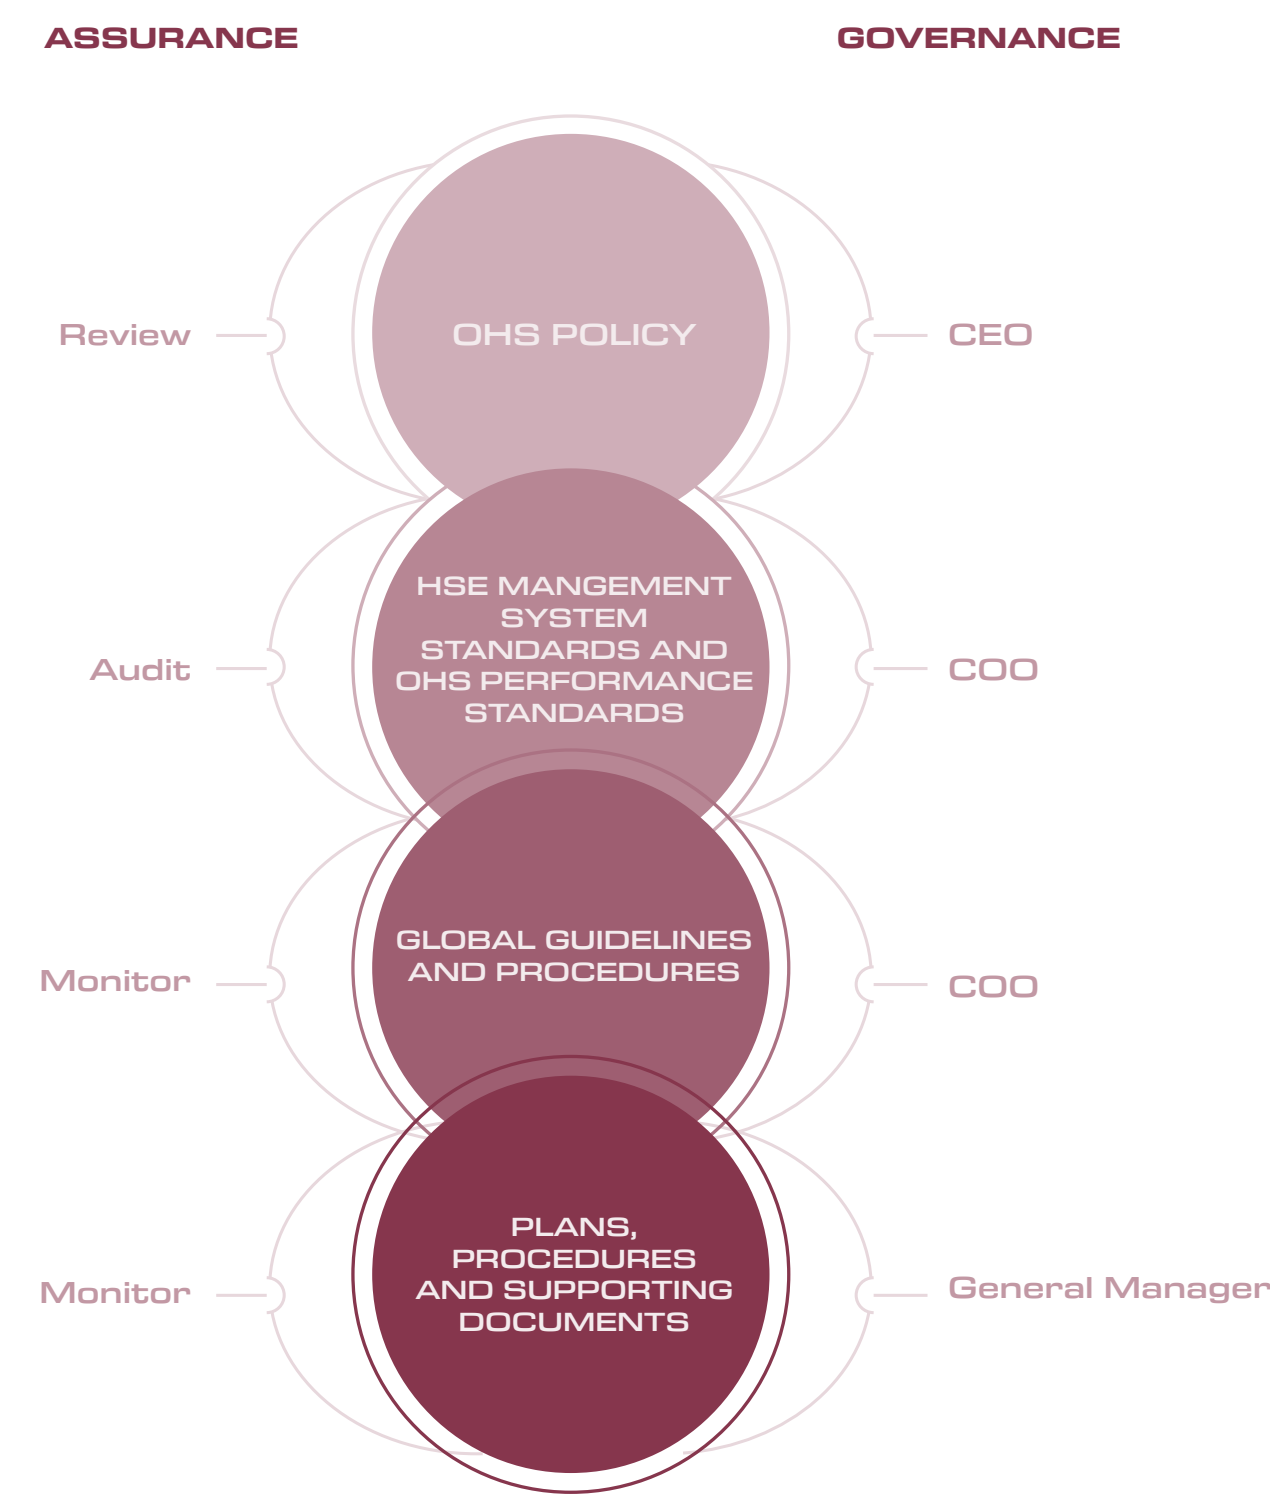 ASSURANCE
GOVERNANCE
Review
OHS POLICY
CEO
HSE MANGEMENT
SYSTEM
STANDARDS AND
OHS PERFORMANCE
STANDARDS
Audit
COO
GLOBAL GUIDELINES
AND PROCEDURES
Monitor
COO
PLANS,
PROCEDURES
AND SUPPORTING
DOCUMENTS
Monitor
General Manager